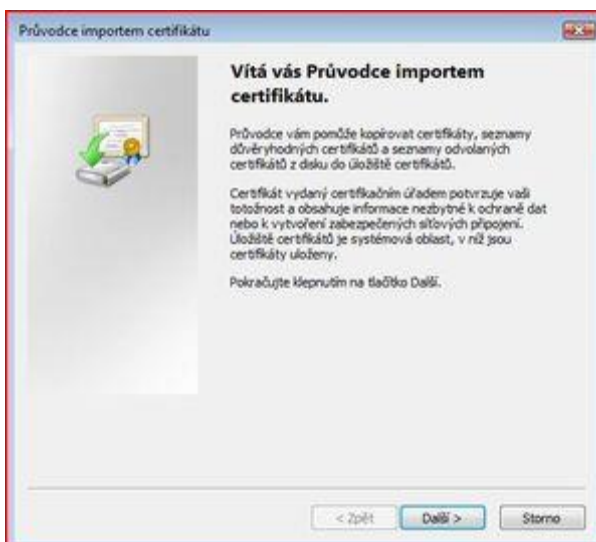 Průvodce importem certifikátu
Vítá vás Průvodce importem
certifikátu.
Průvodce vám pomůže kopírovat certifikáty, seznamy
důvěryhodných certifikátů a seznamy odvolaných
certifikátů z disku do úložiště certifikátů.
Certifikát vydaný certifikačním úřadem potvrzuje vaši
totožnost a obsahuje informace nezbytné k ochraně dat
nebo k vytvoření zabezpečených síťových připojení.
Úložiště certifikátů je systémová oblast, v níž jsou
certifikáty uloženy.
Pokračujte klepnutím na tlačítko Další.
< Zpět
Další >
Storno